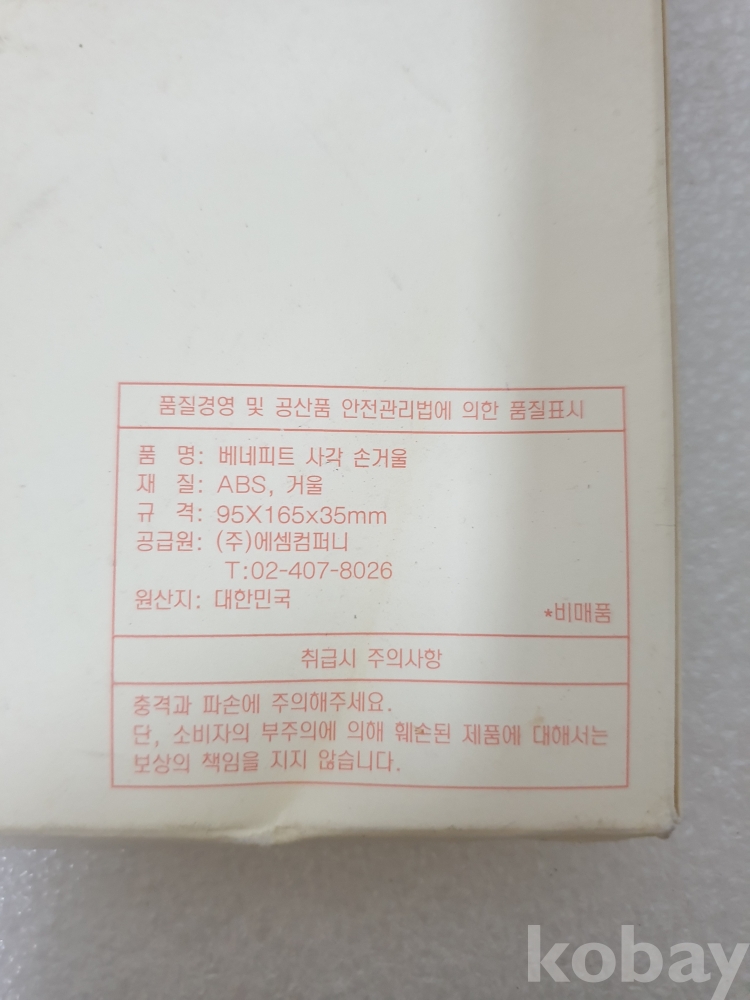 품질경영 및 공산품 안전관리법에 의한 품질표시
품 명: 베네피트 사각 손거울
재 질: ABS, 거울
규 격: 95X165x35mm
공급원: (주)에셈컴퍼니
T:02-407-8026
원산지: 대한민국
*비매품
취급시 주의사항
충격과 파손에 주의해주세요.
단, 소비자의 부주의에 의해 훼손된 제품에 대해서는
보상의 책임을 지지 않습니다.
kobay